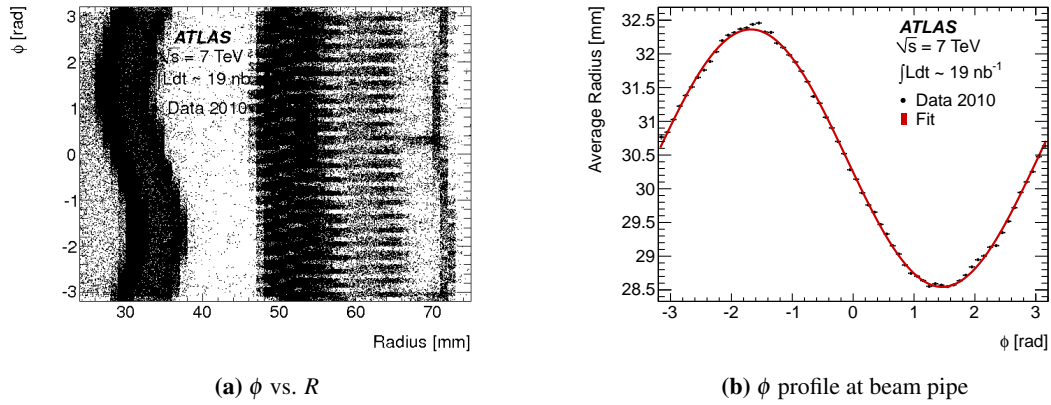 ϕ [rad]
3
2
1
0
-1
-2
-3
30
40
50
60
70
Radius [mm]
ATLAS
√s = 7 TeV
∫Ldt ~ 19 nb
Data 2010
(a) ϕ vs. R
Average Radius [mm]
32.5
32
31.5
31
30.5
30
29.5
29
28.5
-3
-2
-1
0
1
2
3
ϕ [rad]
ATLAS
√s = 7 TeV
∫Ldt ~ 19 nb⁻¹
Data 2010
Fit
(b) ϕ profile at beam pipe